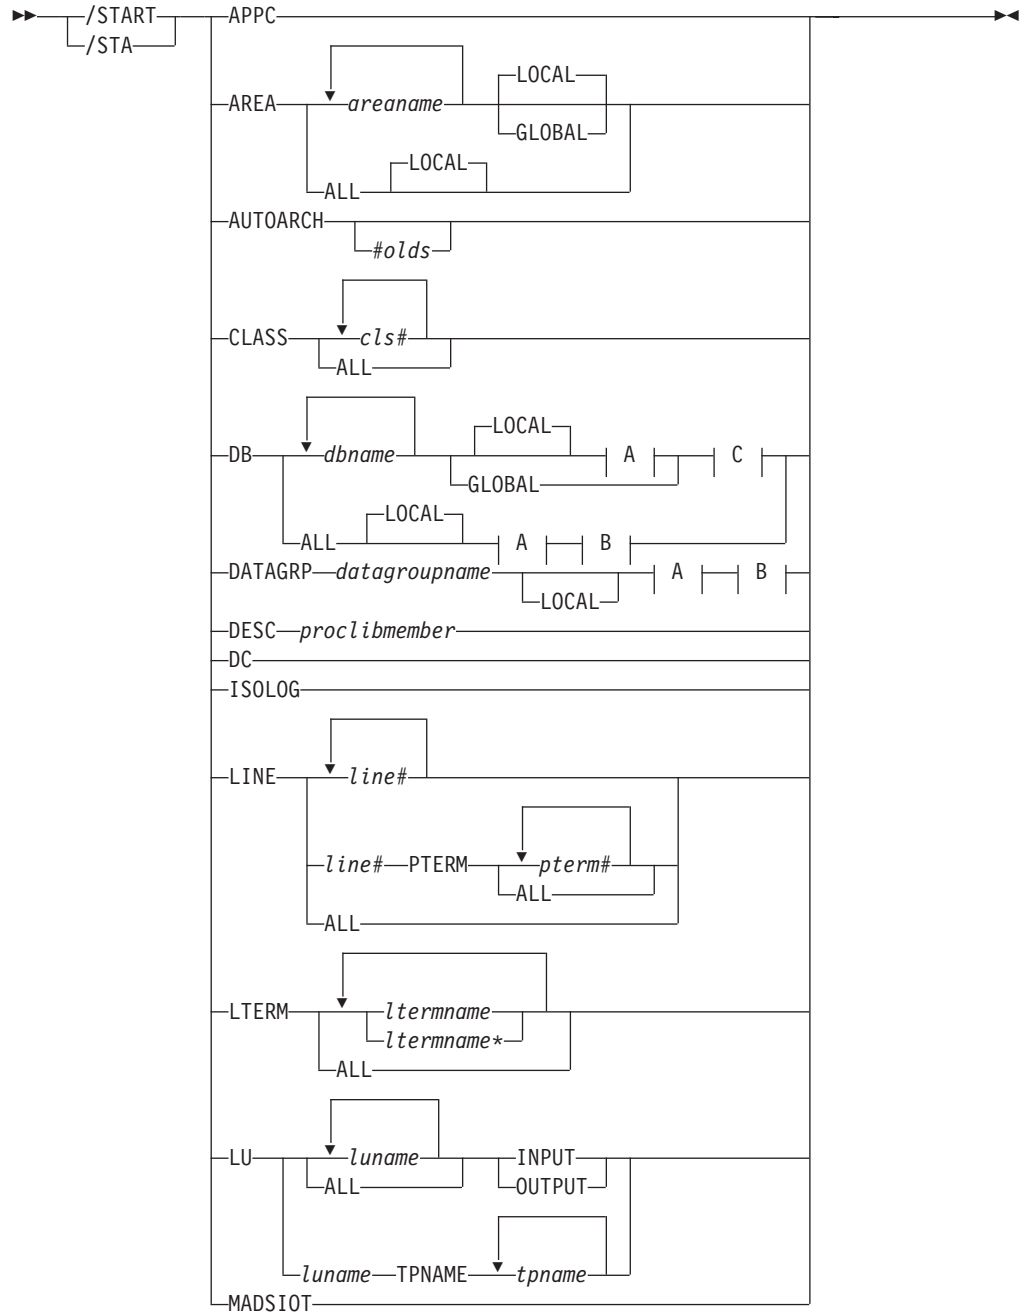 /START APPC
/STA
LOCAL
AREA areaname
GLOBAL
LOCAL
ALL
AUTOARCH
#olds
CLASS cls#
ALL
LOCAL
DB dbname A C
GLOBAL
LOCAL
ALL A B
DATAGRP datagroupname A B
LOCAL
DESC proclibmember
DC
ISOLOG
LINE line#
line# PTERM pterm#
ALL
ALL
LTERM ltermname
ltermname*
ALL
LU luname INPUT
ALL OUTPUT
luname TPNAME tpname
MADSIOT